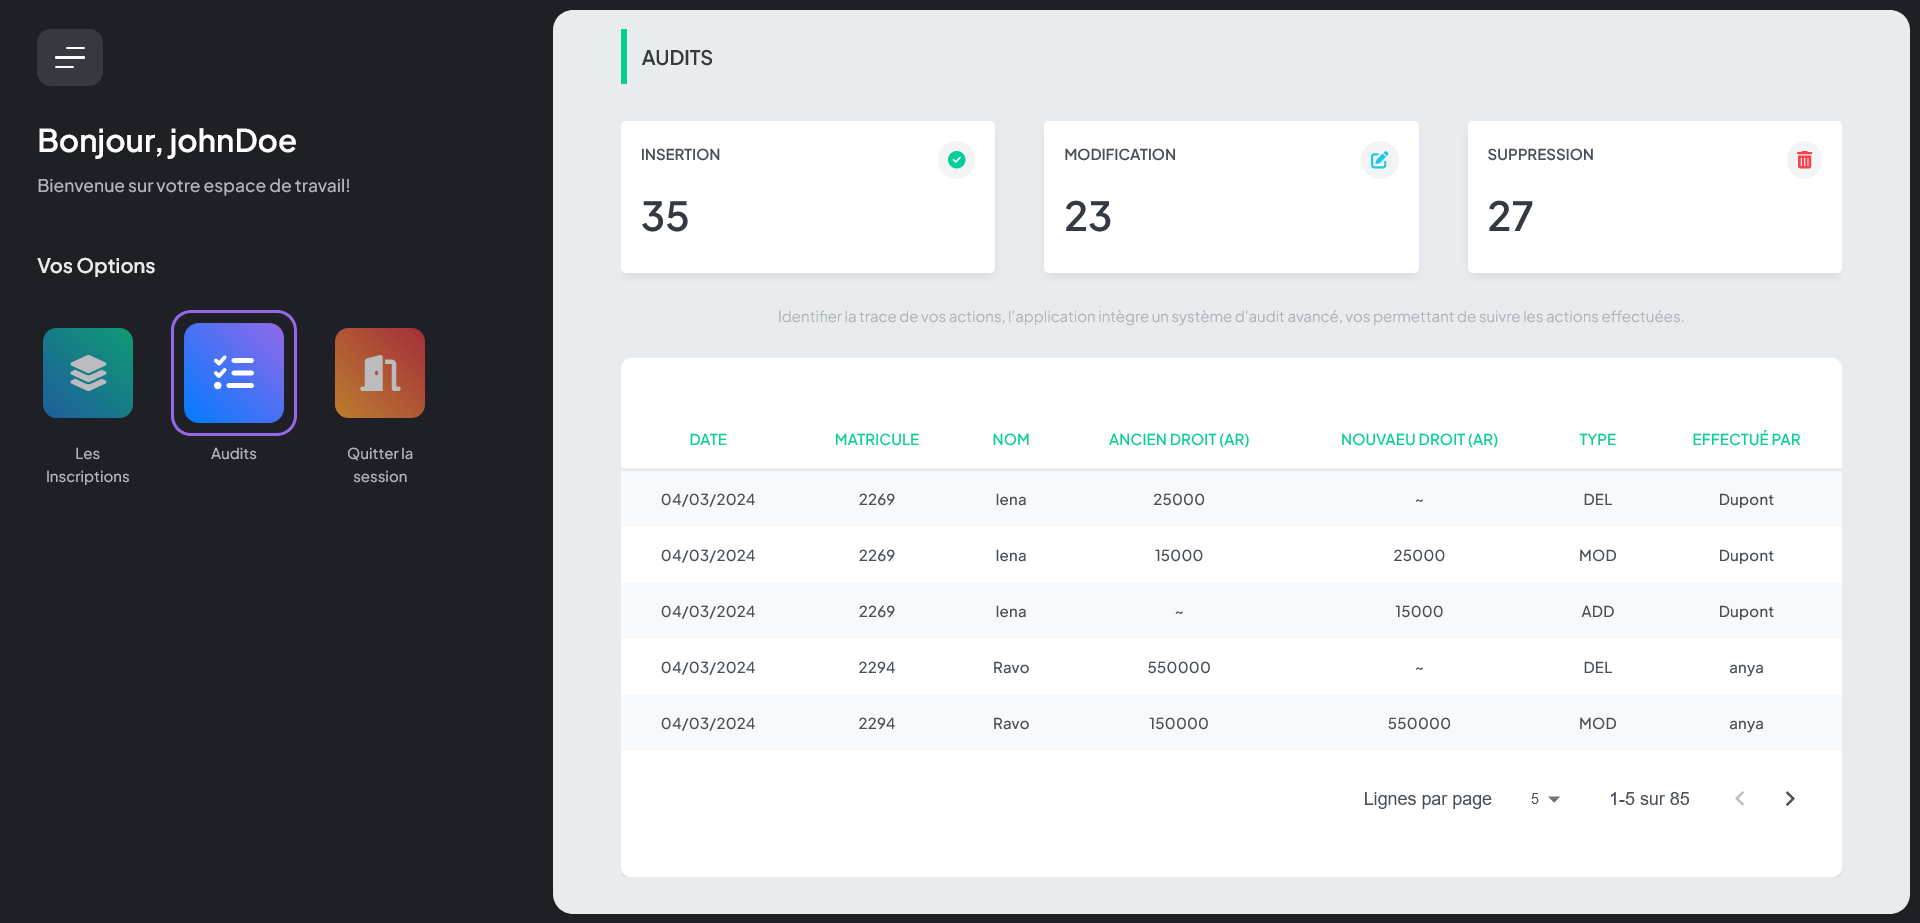 Bonjour, johnDoe
Bienvenue sur votre espace de travail!
Vos Options
Les
Inscriptions
Audits
Quitter la
session
AUDITS
INSERTION
35
MODIFICATION
23
SUPPRESSION
27
Identifier la trace de vos actions, l'application intègre un système d'audit avancé, vos permettant de suivre les actions effectuées.
DATE MATRICULE NOM ANCIEN DROIT (AR) NOUVAEU DROIT (AR) TYPE EFFECTUÉ PAR
04/03/2024 2269 Iena 25000 ~ DEL Dupont
04/03/2024 2269 Iena 15000 25000 MOD Dupont
04/03/2024 2269 Iena ~ 15000 ADD Dupont
04/03/2024 2294 Ravo 550000 ~ DEL anya
04/03/2024 2294 Ravo 150000 550000 MOD anya
Lignes par page 5 1-5 sur 85